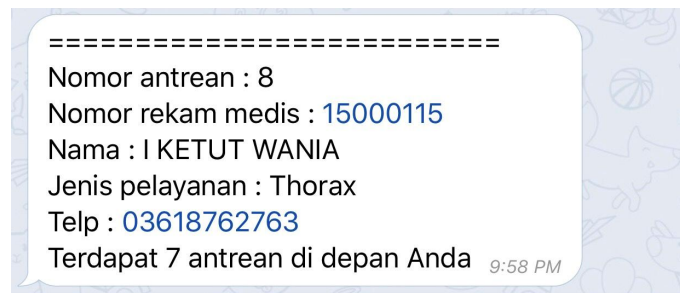 ===========================
Nomor antrean : 8
Nomor rekam medis : 15000115
Nama : I KETUT WANIA
Jenis pelayanan : Thorax
Telp : 03618762763
Terdapat 7 antrean di depan Anda 9:58 PM